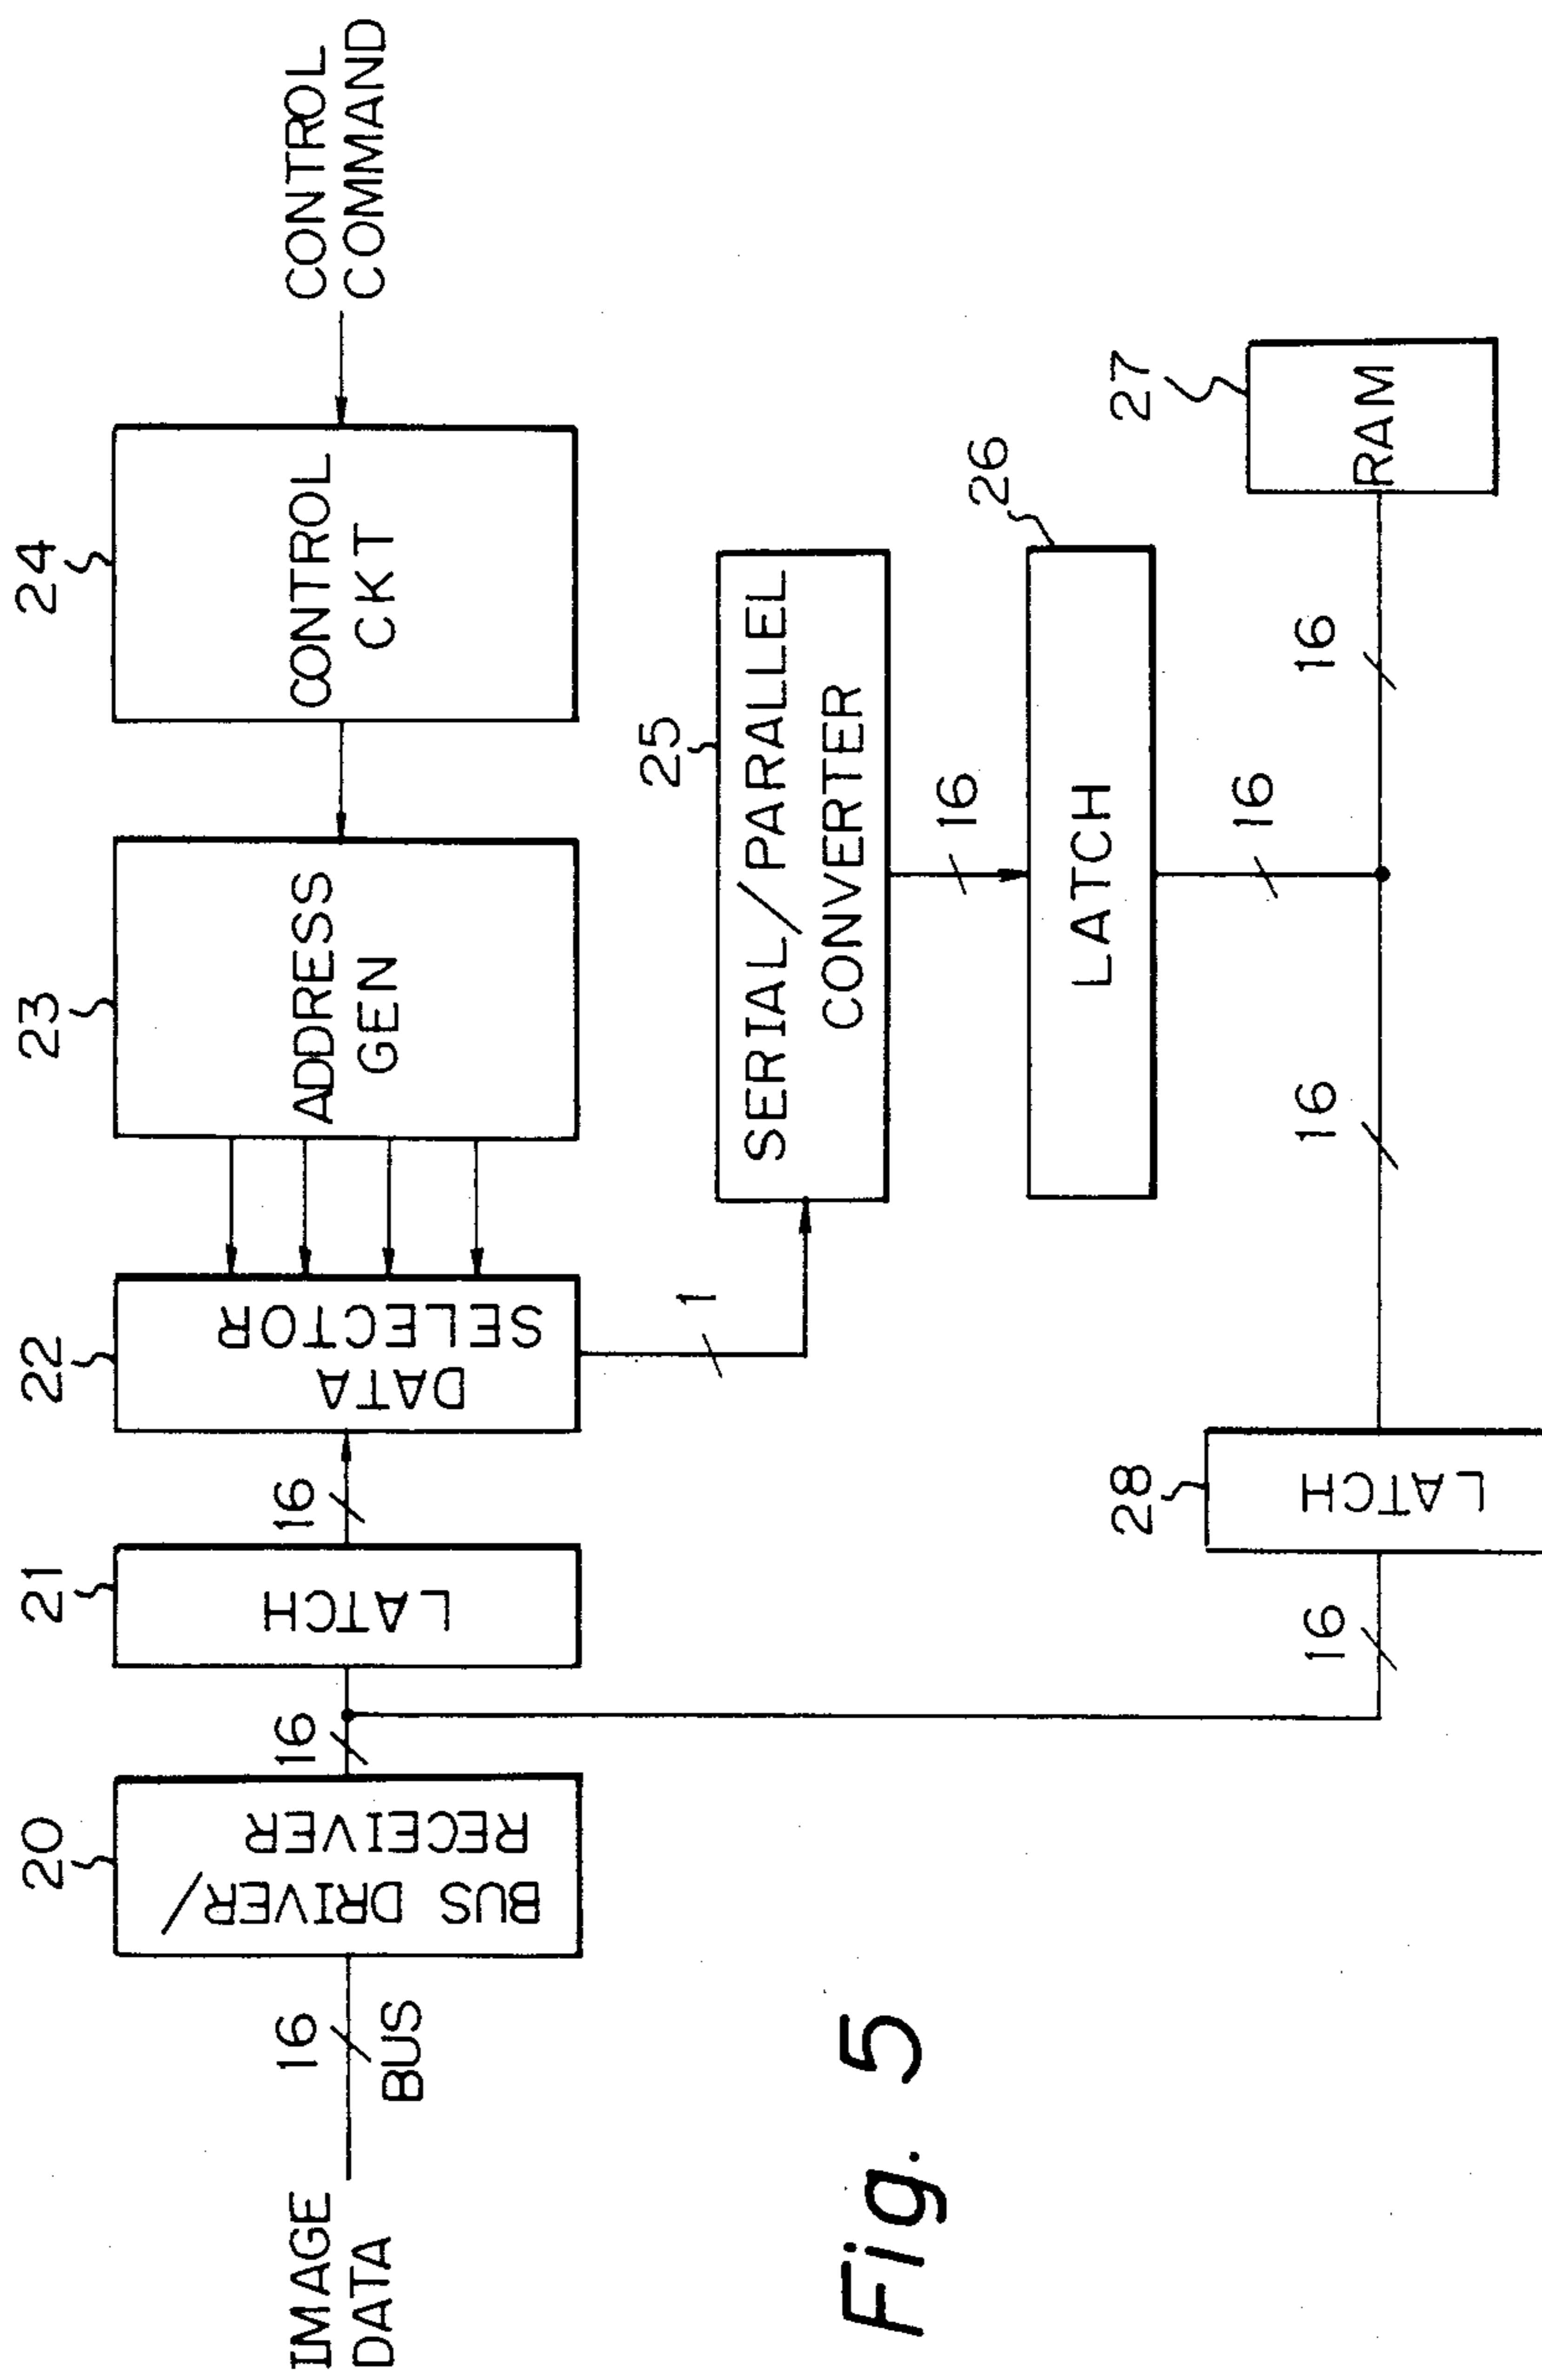 24
23
22
21
20
CONTROL
COMMAND
CONTROL
CKT
ADDRESS
GEN
DATA
SELECTOR
16
LATCH
16
BUS DRIVER/
RECEIVER
16
BUS
IMAGE
DATA
25
SERIAL/PARALLEL
CONVERTER
1
16
26
LATCH
16
27
RAM
16
16
28
LATCH
16
Fig. 5